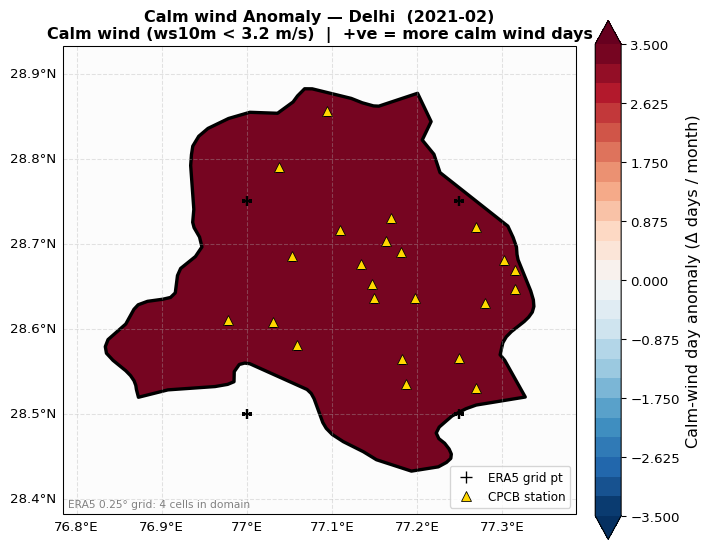 Calm wind Anomaly — Delhi  (2021-02)
Calm wind (ws10m < 3.2 m/s)  |  +ve = more calm wind days
28.9°N
28.8°N
28.7°N
28.6°N
28.5°N
28.4°N
76.8°E
76.9°E
77°E
77.1°E
77.2°E
77.3°E
ERA5 0.25° grid: 4 cells in domain
ERA5 grid pt
CPCB station
3.500
2.625
1.750
0.875
0.000
−0.875
−1.750
−2.625
−3.500
Calm-wind day anomaly (Δ days / month)